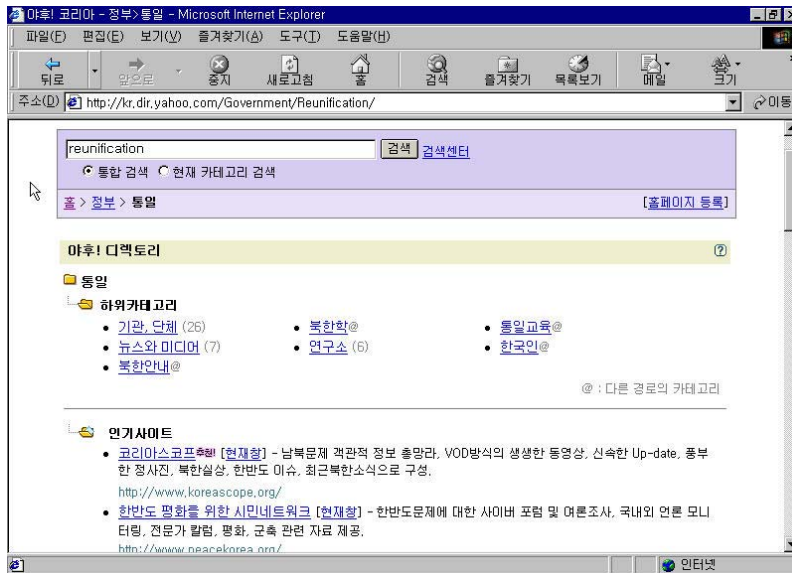 야후! 코리아 - 정부>통일 - Microsoft Internet Explorer
파일(F) 편집(E) 보기(V) 즐겨찾기(A) 도구(T) 도움말(H)
뒤로 앞으로 중지 새로고침 홈 검색 즐겨찾기 목록보기 메일 크기
주소(D) http://kr.dir.yahoo.com/Government/Reunification/ 이동
reunification 검색 검색센터
통합 검색 현재 카테고리 검색
홈 > 정부 > 통일 [홈페이지 등록]
야후! 디렉토리 ?
통일
하위카테고리
• 기관, 단체 (26) • 북한학@ • 통일교육@
• 뉴스와 미디어 (7) • 연구소 (6) • 한국인@
• 북한안내@
@ : 다른 경로의 카테고리
인기사이트
• 코리아스코프추천! [현재창] - 남북문제 객관적 정보 총망라, VOD방식의 생생한 동영상, 신속한 Up-date, 풍부
한 정사진, 북한실상, 한반도 이슈, 최근북한소식으로 구성.
http://www.koreascope.org/
• 한반도 평화를 위한 시민네트워크 [현재창] - 한반도문제에 대한 사이버 포럼 및 여론조사, 국내외 언론 모니
터링, 전문가 칼럼, 평화, 군축 관련 자료 제공.
http://www.peacekorea.org/
인터넷